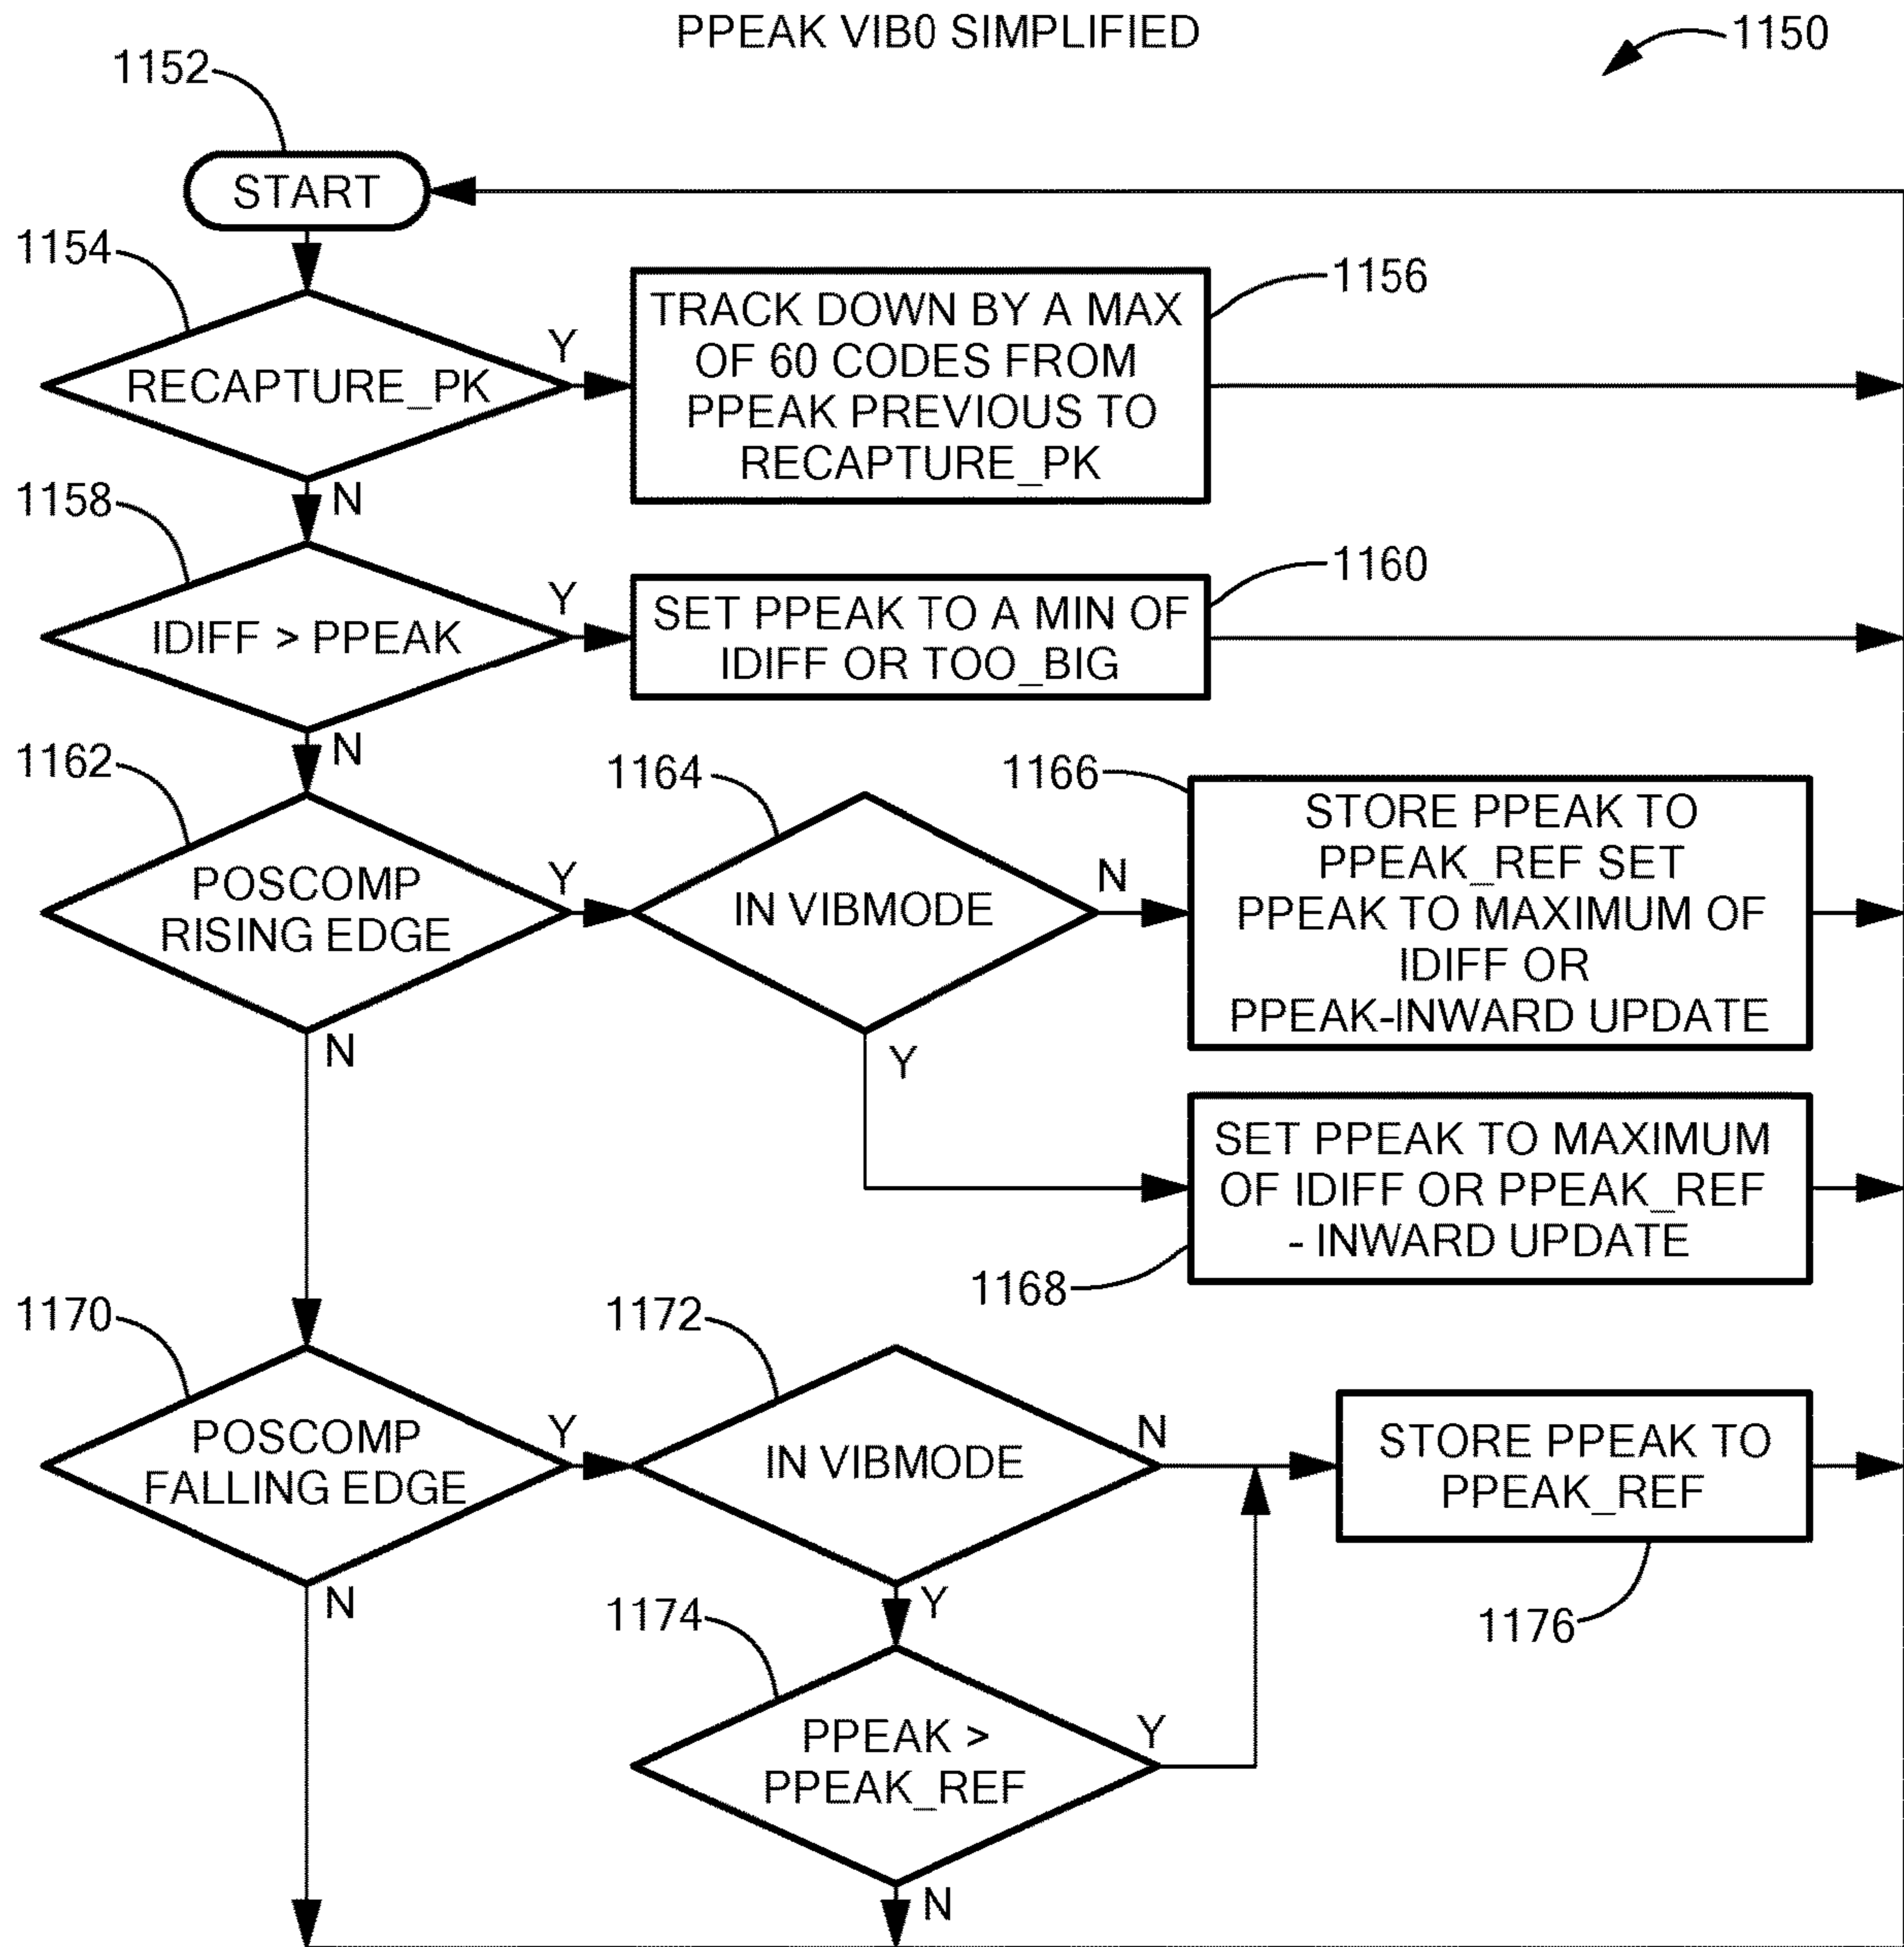 PPEAK VIB0 SIMPLIFIED
1150
1152
START
1154
RECAPTURE_PK
Y
N
1156
TRACK DOWN BY A MAX
OF 60 CODES FROM
PPEAK PREVIOUS TO
RECAPTURE_PK
1158
IDIFF > PPEAK
Y
N
1160
SET PPEAK TO A MIN OF
IDIFF OR TOO_BIG
1162
POSCOMP
RISING EDGE
Y
N
1164
IN VIBMODE
N
Y
1166
STORE PPEAK TO
PPEAK_REF SET
PPEAK TO MAXIMUM OF
IDIFF OR
PPEAK-INWARD UPDATE
SET PPEAK TO MAXIMUM
OF IDIFF OR PPEAK_REF
- INWARD UPDATE
1168
1170
POSCOMP
FALLING EDGE
Y
N
1172
IN VIBMODE
N
Y
STORE PPEAK TO
PPEAK_REF
1176
1174
PPEAK >
PPEAK_REF
Y
N